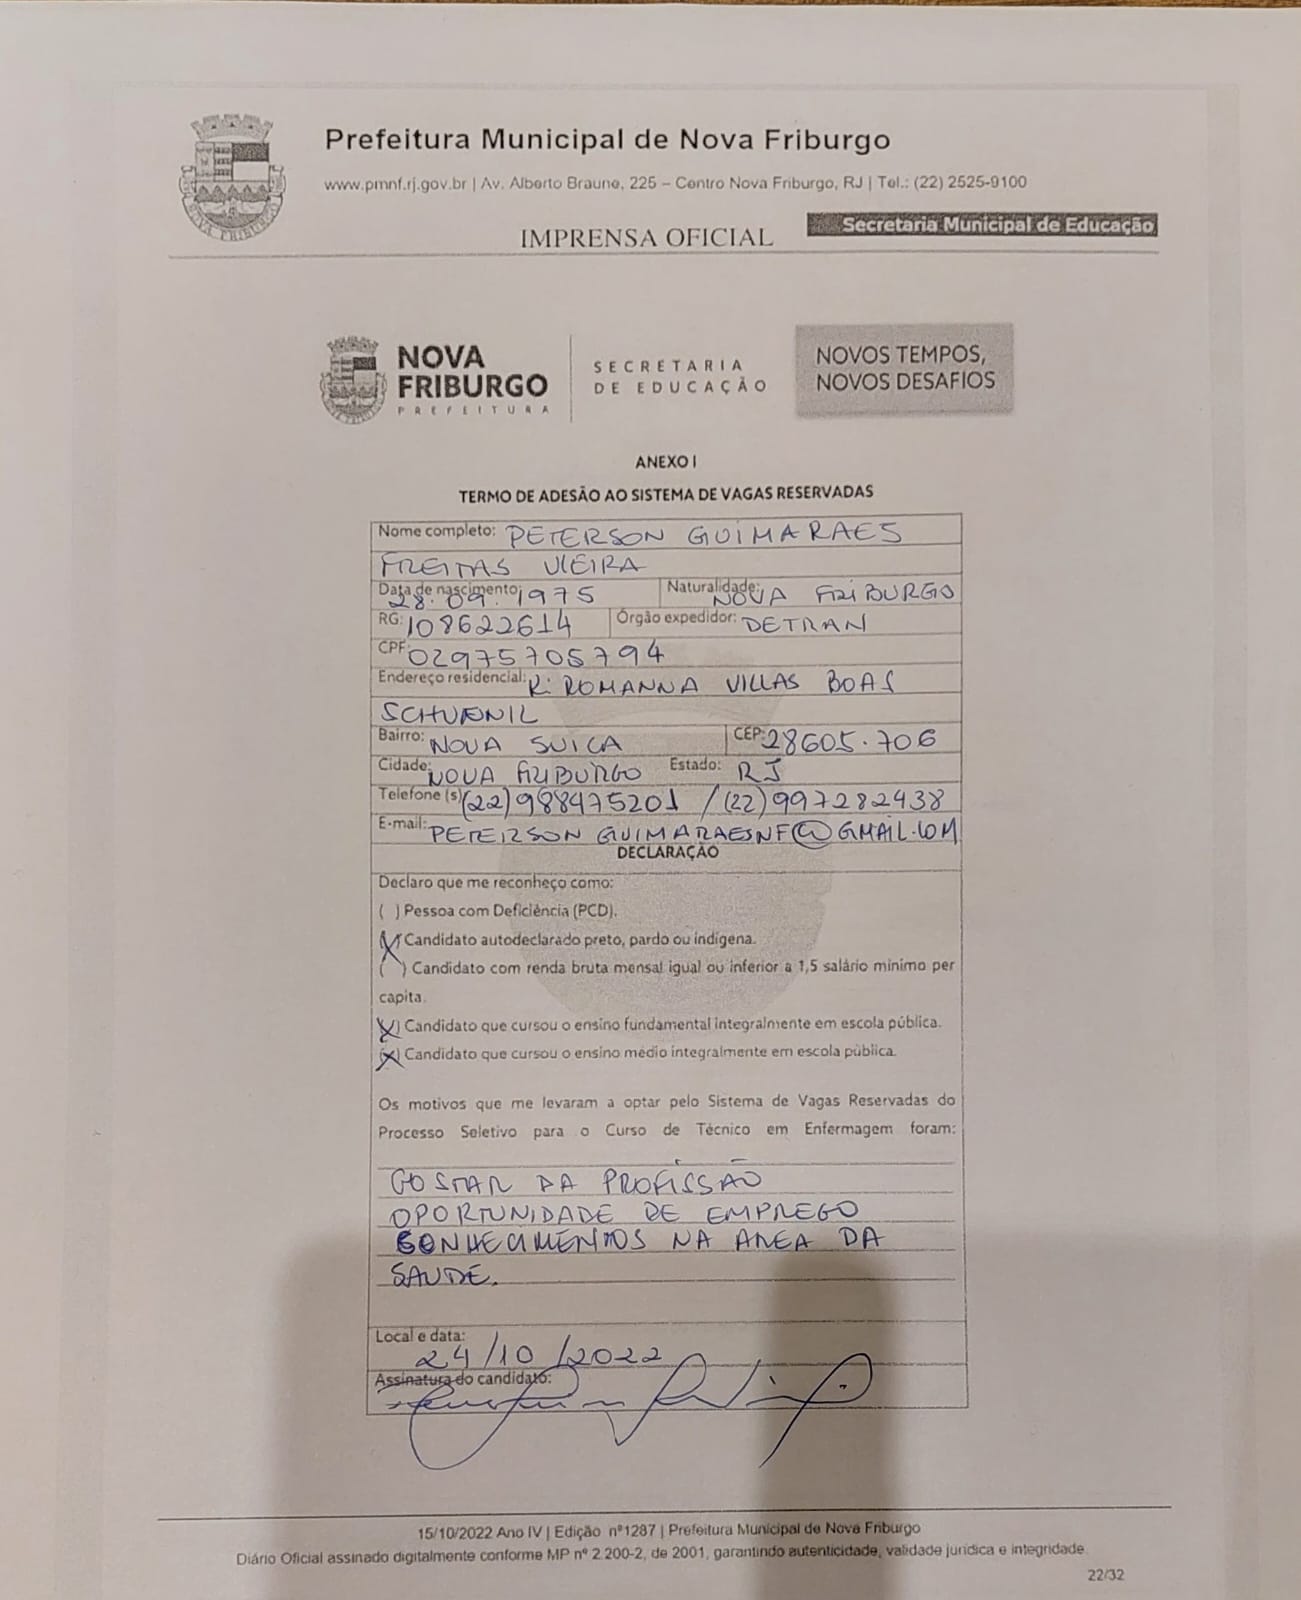 Prefeitura Municipal de Nova Friburgo
www.pmnf.rj.gov.br | Av. Alberto Braune, 225 – Centro Nova Friburgo, RJ | Tel.: (22) 2525-9100
Secretaria Municipal de Educação
IMPRENSA OFICIAL
NOVA FRIBURGO
PREFEITURA
SECRETARIA
DE EDUCAÇÃO
NOVOS TEMPOS,
NOVOS DESAFIOS
ANEXO I
TERMO DE ADESÃO AO SISTEMA DE VAGAS RESERVADAS
Nome completo: PETERSON GUIMARAES
FREITAS VIEIRA
Data de nascimento: 28.09.1975 Naturalidade: NOVA FRIBURGO
RG: 108622614 Órgão expedidor: DETRAN
CPF: 02975705794
Endereço residencial: R: ROMANNA VILLAS BOAS
Bairro: NOVA SUICA CEP: 28605.706
Cidade: NOVA FRIBURGO Estado: RJ
Telefone (s) (22) 988475201 / (22) 997282438
E-mail: PETERSON GUIMARAESNF@GMAIL.COM
DECLARAÇÃO
Declaro que me reconheço como:
( ) Pessoa com Deficiência (PCD).
(X) Candidato autodeclarado preto, pardo ou indígena.
( ) Candidato com renda bruta mensal igual ou inferior a 1,5 salário mínimo per
capita.
(X) Candidato que cursou o ensino fundamental integralmente em escola pública.
(X) Candidato que cursou o ensino médio integralmente em escola pública.
Os motivos que me levaram a optar pelo Sistema de Vagas Reservadas do
Processo Seletivo para o Curso de Técnico em Enfermagem foram:
GOSTAR DA PROFISSÃO
OPORTUNIDADE DE EMPREGO
CONHECIMENTOS NA AREA DA
SAUDE.
Local e data:
24/10/2022
Assinatura do candidato:
15/10/2022 Ano IV | Edição nº1287 | Prefeitura Municipal de Nova Friburgo
Diário Oficial assinado digitalmente conforme MP nº 2.200-2, de 2001, garantindo autenticidade, validade jurídica e integridade.
22/32